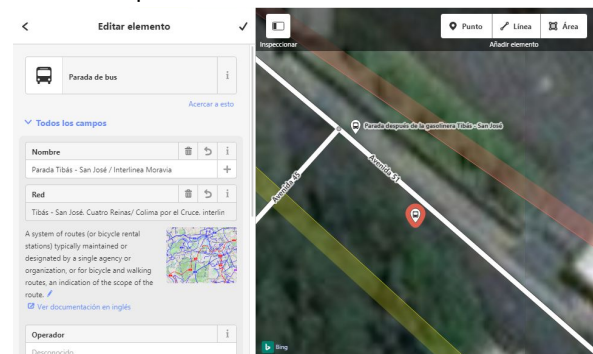 Editar elemento
Parada de bus
i
Acercar a esto
Todos los campos
Nombre
i
Parada Tibás - San José / Interlinea Moravia
+
Red
i
Tibás - San José. Cuatro Reinas/ Colima por el Cruce. interlin
A system of routes (or bicycle rental
stations) typically maintained or
designated by a single agency or
organization, or for bicycle and walking
routes, an indication of the scope of the
route.
Ver documentación en inglés
Operador
i
Desconocido
Inspeccionar
Punto
Línea
Área
Añadir elemento
Parada después de la gasolinera Tibás - San José
Avenida 51
Avenida 45
Bing